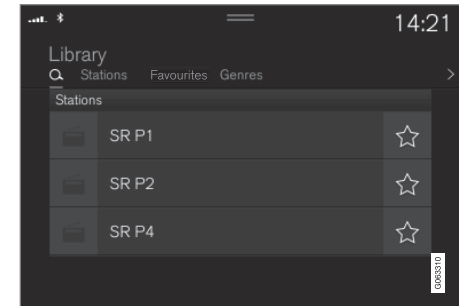 14:21
Library
Stations Favourites Genres
Stations
SR P1
SR P2
SR P4
G063310